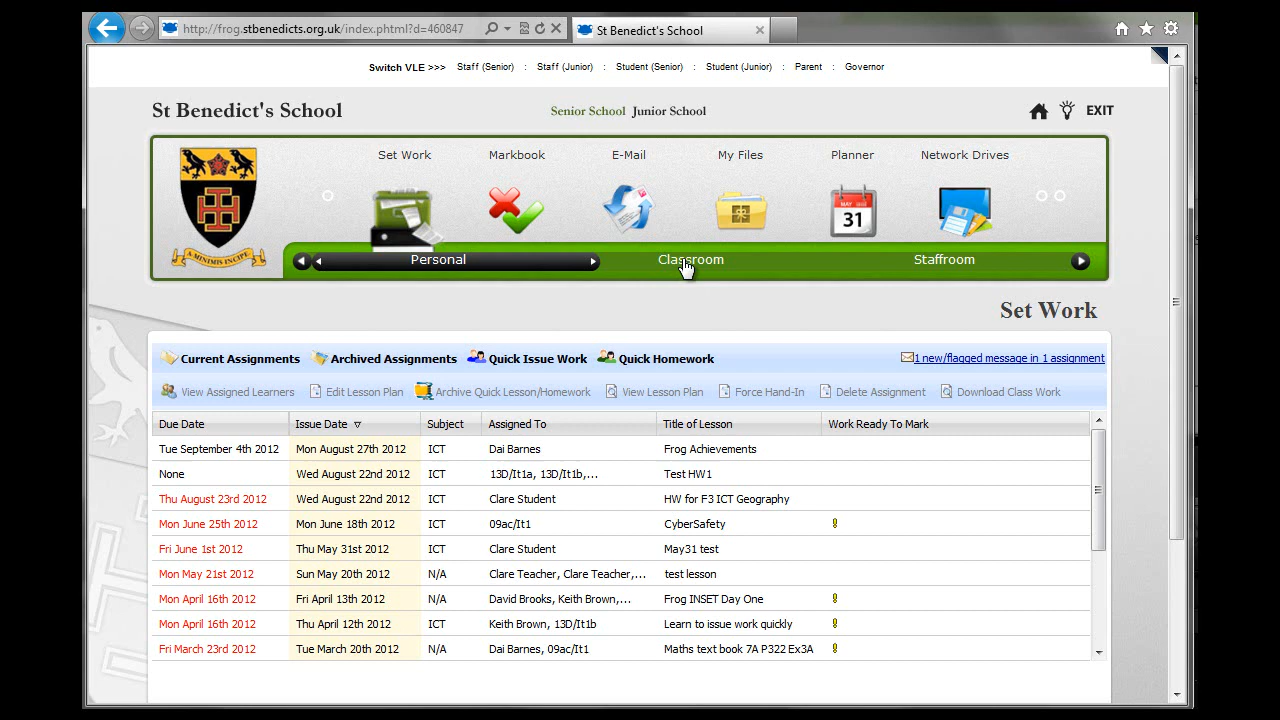 http://frog.stbenedicts.org.uk/index.phtml?d=460847
St Benedict's School
Switch VLE >>> Staff (Senior) : Staff (Junior) : Student (Senior) : Student (Junior) : Parent : Governor
St Benedict's School Senior School Junior School EXIT
Set Work Markbook E-Mail My Files Planner Network Drives
31
A MINIMIS INCIPE
Personal Classroom Staffroom
Set Work
Current Assignments Archived Assignments Quick Issue Work Quick Homework 1 new/flagged message in 1 assignment
View Assigned Learners Edit Lesson Plan Archive Quick Lesson/Homework View Lesson Plan Force Hand-In Delete Assignment Download Class Work
Due Date Issue Date Subject Assigned To Title of Lesson Work Ready To Mark
Tue September 4th 2012 Mon August 27th 2012 ICT Dai Barnes Frog Achievements
None Wed August 22nd 2012 ICT 13D/It1a, 13D/It1b,... Test HW1
Thu August 23rd 2012 Wed August 22nd 2012 ICT Clare Student HW for F3 ICT Geography
Mon June 25th 2012 Mon June 18th 2012 ICT 09ac/It1 CyberSafety
Fri June 1st 2012 Thu May 31st 2012 ICT Clare Student May31 test
Mon May 21st 2012 Sun May 20th 2012 N/A Clare Teacher, Clare Teacher,... test lesson
Mon April 16th 2012 Fri April 13th 2012 N/A David Brooks, Keith Brown,... Frog INSET Day One
Mon April 16th 2012 Thu April 12th 2012 ICT Keith Brown, 13D/It1b Learn to issue work quickly
Fri March 23rd 2012 Tue March 20th 2012 N/A Dai Barnes, 09ac/It1 Maths text book 7A P322 Ex3A